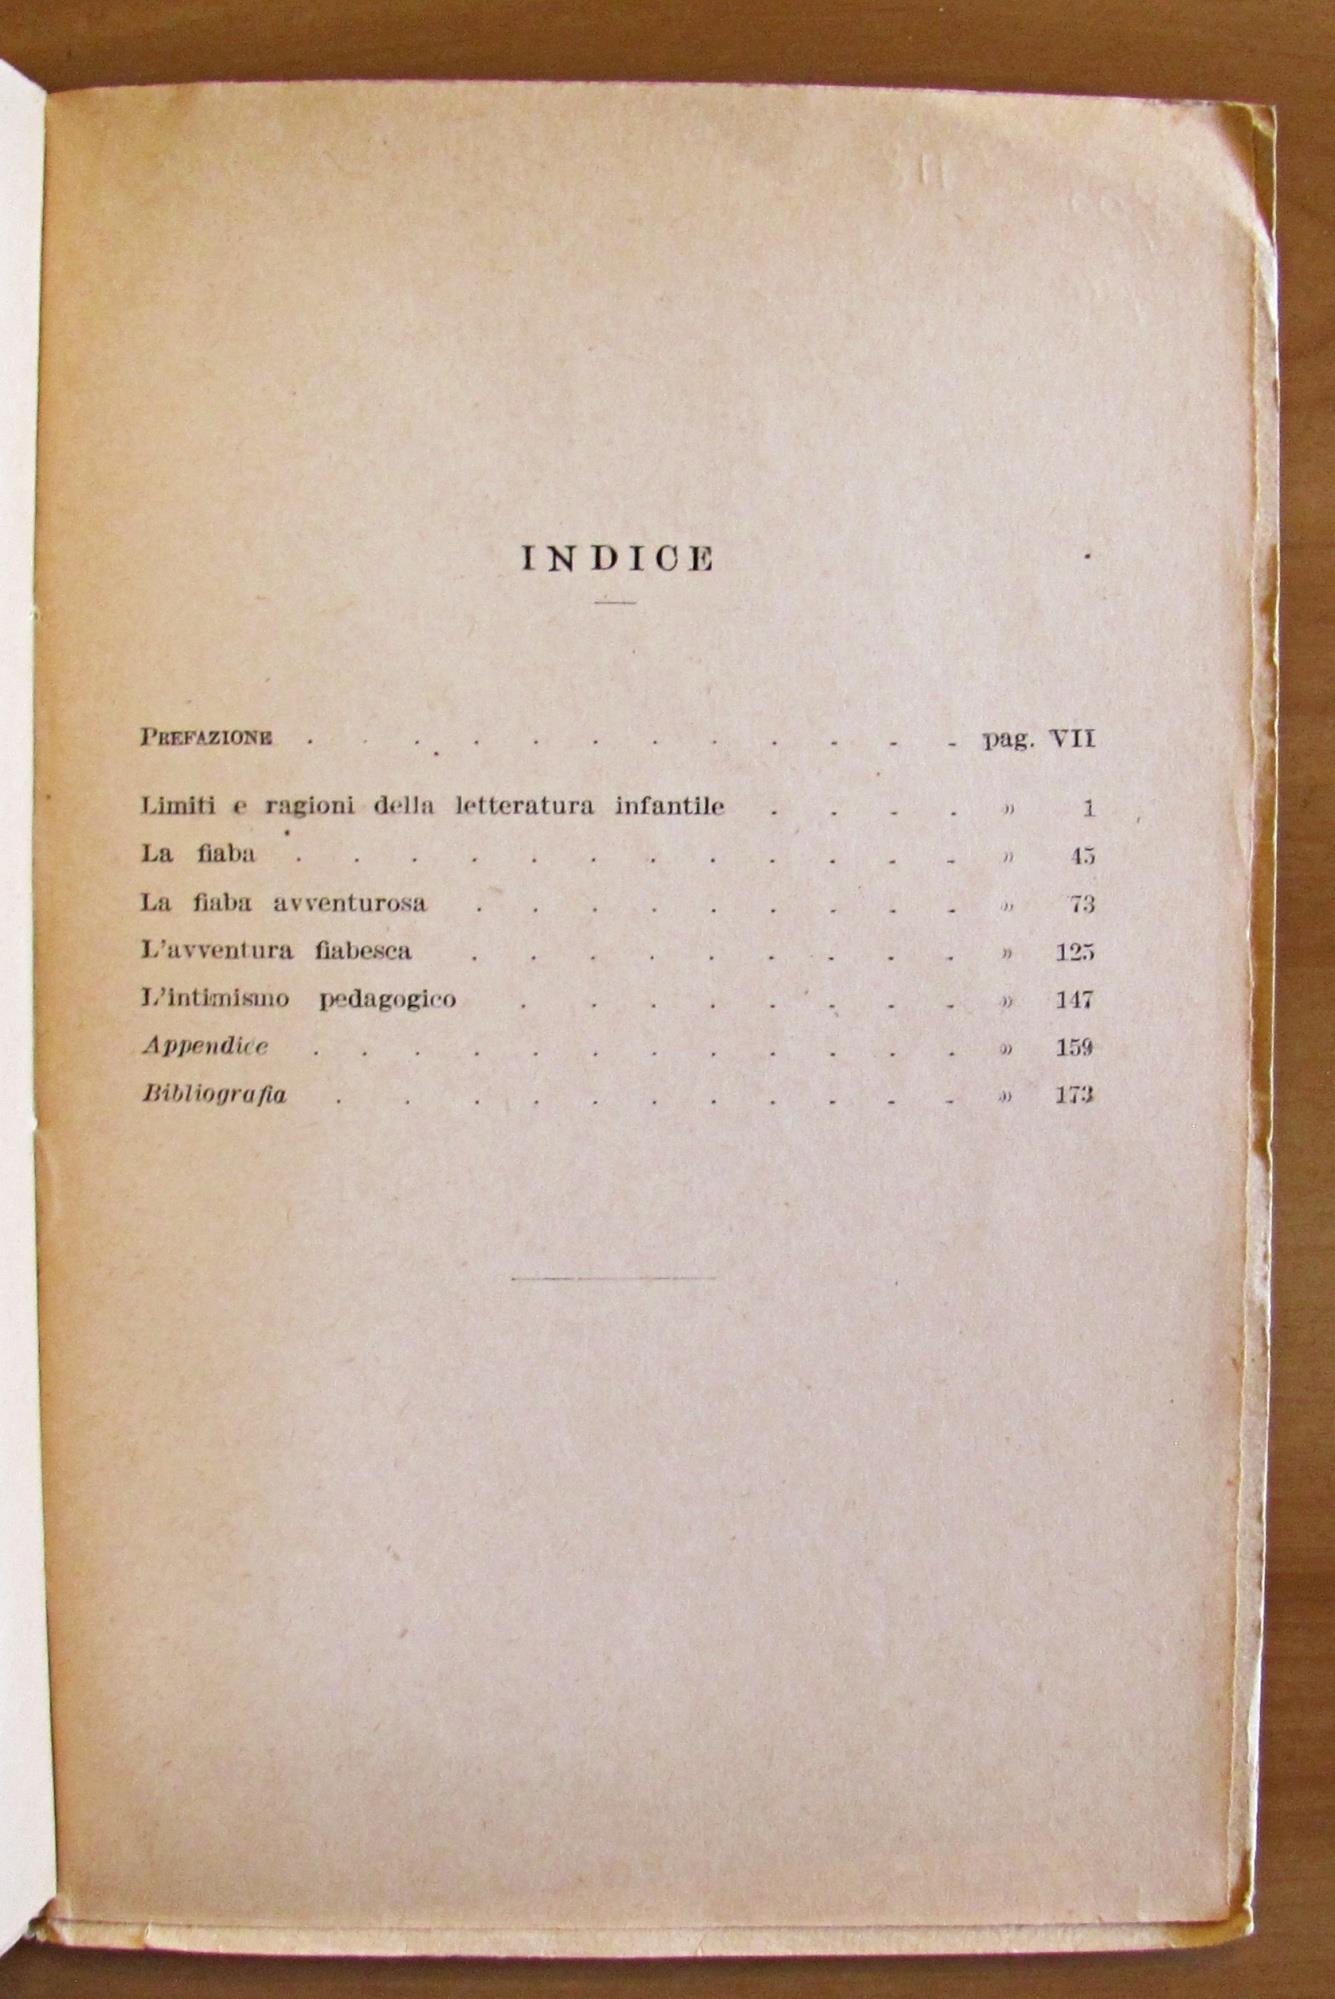 INDICE
PREFAZIONE . . . . . . . . . . . . pag. VII
Limiti e ragioni della letteratura infantile . . . . » 1
La fiaba . . . . . . . . . . . . » 45
La fiaba avventurosa . . . . . . . . . » 73
L'avventura fiabesca . . . . . . . . . » 125
L'intimismo pedagogico . . . . . . . . » 147
Appendice . . . . . . . . . . . . » 159
Bibliografia . . . . . . . . . . . » 173